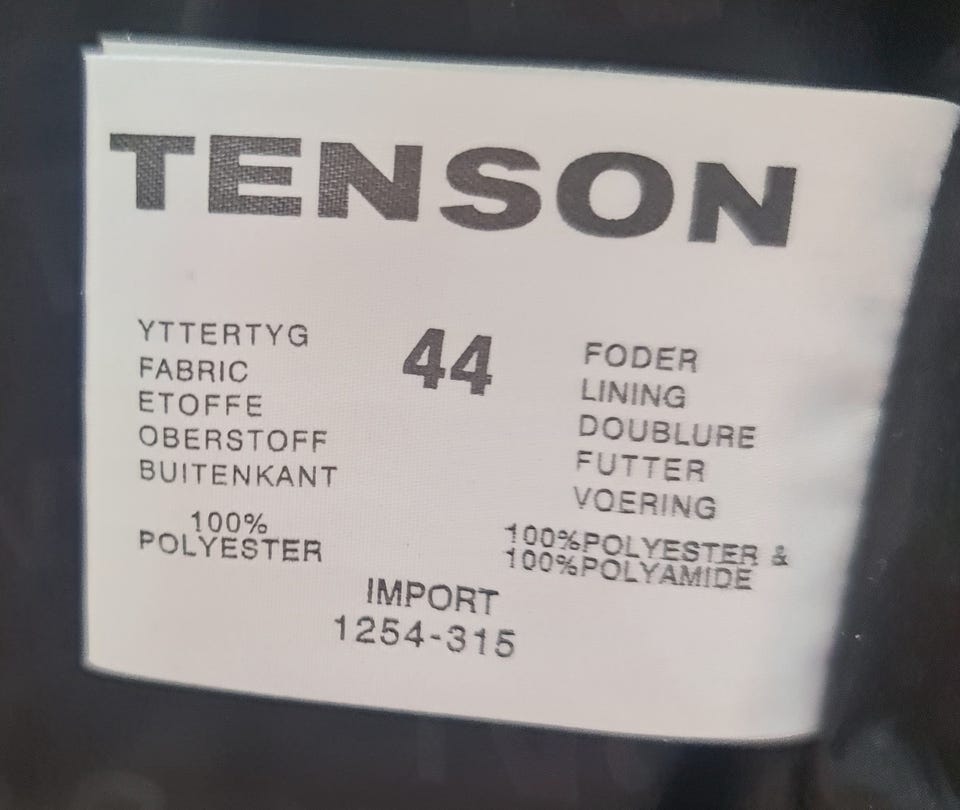 TENSON
44
YTTERTYG
FABRIC
ETOFFE
OBERSTOFF
BUITENKANT
100%
POLYESTER
FODER
LINING
DOUBLURE
FUTTER
VOERING
100%POLYESTER &
100%POLYAMIDE
IMPORT
1254-315